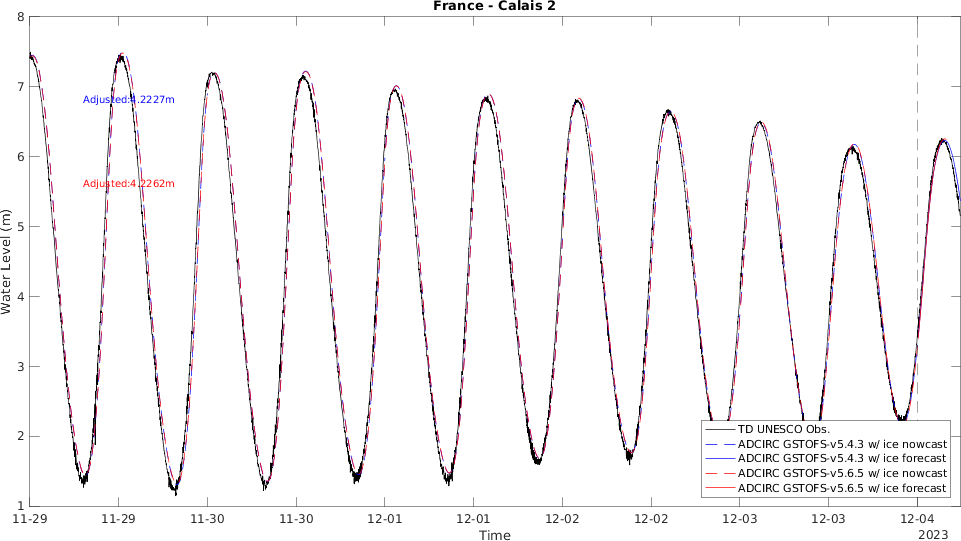 France - Calais 2
8
7
6
5
4
3
2
1
Water Level (m)
Adjusted:4.2227m
Adjusted:4.2262m
TD UNESCO Obs.
ADCIRC GSTOFS-v5.4.3 w/ ice nowcast
ADCIRC GSTOFS-v5.4.3 w/ ice forecast
ADCIRC GSTOFS-v5.6.5 w/ ice nowcast
ADCIRC GSTOFS-v5.6.5 w/ ice forecast
11-29 11-29 11-30 11-30 12-01 12-01 12-02 12-02 12-03 12-03 12-04
Time
2023